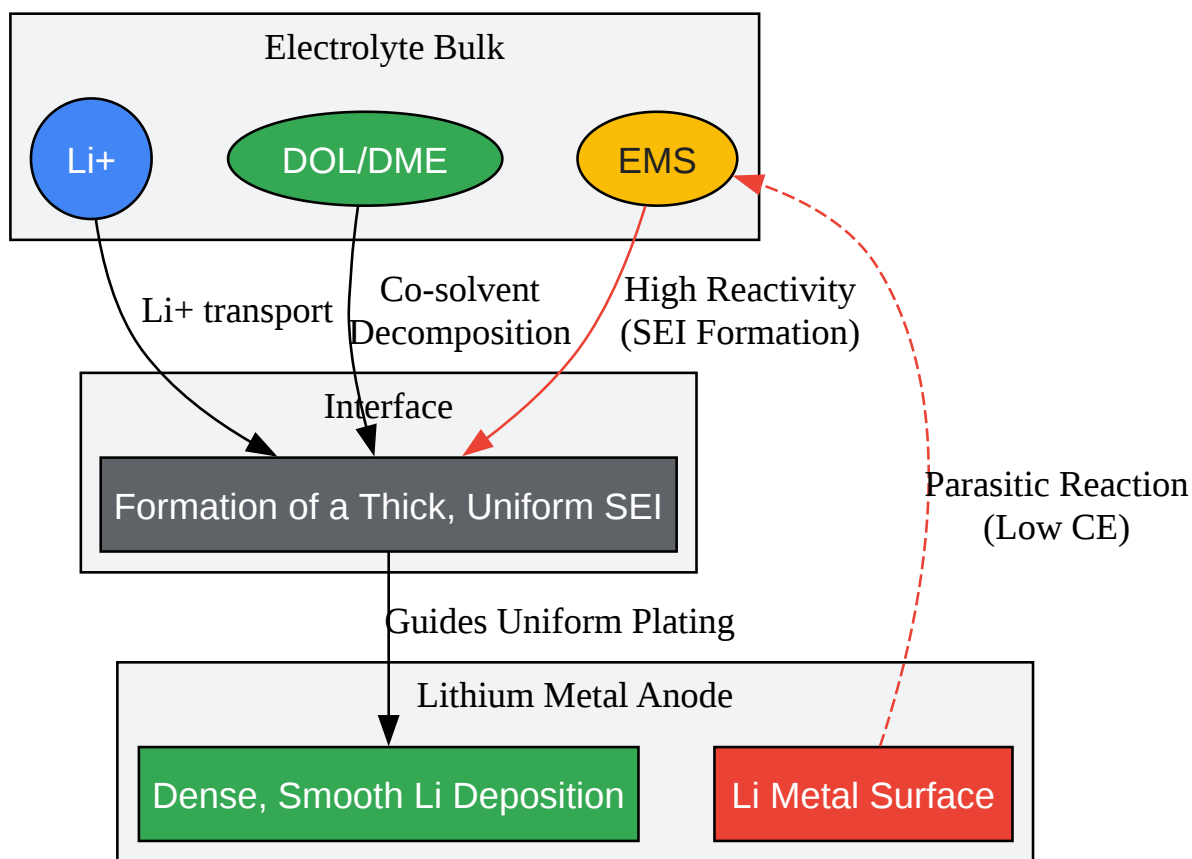 Electrolyte Bulk
Li+
DOL/DME
EMS
Li+ transport
Co-solvent
Decomposition
High Reactivity
(SEI Formation)
Interface
Formation of a Thick, Uniform SEI
Parasitic Reaction
(Low CE)
Guides Uniform Plating
Lithium Metal Anode
Dense, Smooth Li Deposition
Li Metal Surface